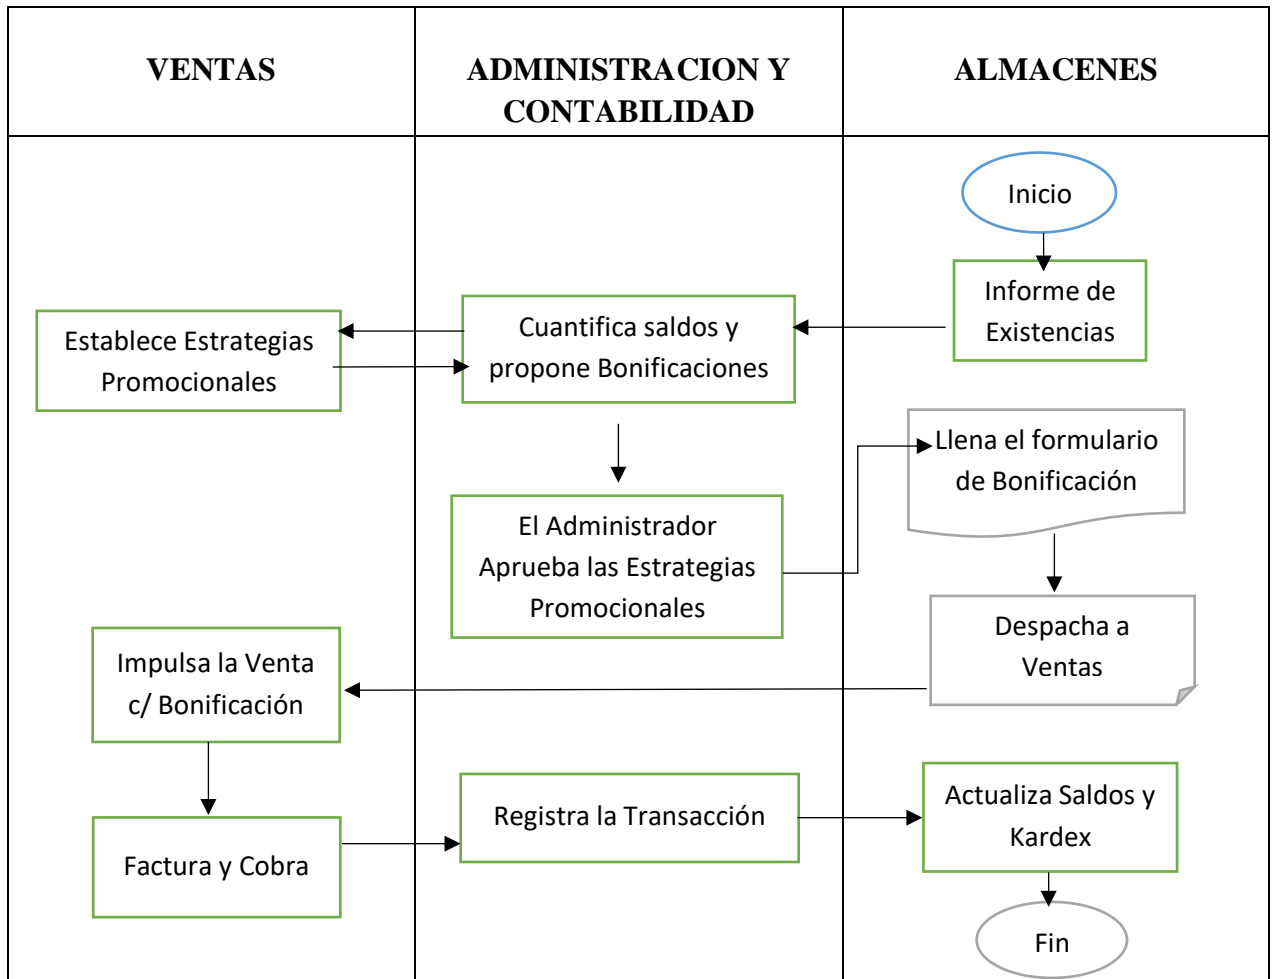 VENTAS
ADMINISTRACION Y
CONTABILIDAD
ALMACENES
Inicio
Informe de
Existencias
Cuantifica saldos y
propone Bonificaciones
Establece Estrategias
Promocionales
El Administrador
Aprueba las Estrategias
Promocionales
Llena el formulario
de Bonificación
Despacha a
Ventas
Impulsa la Venta
c/ Bonificación
Factura y Cobra
Registra la Transacción
Actualiza Saldos y
Kardex
Fin